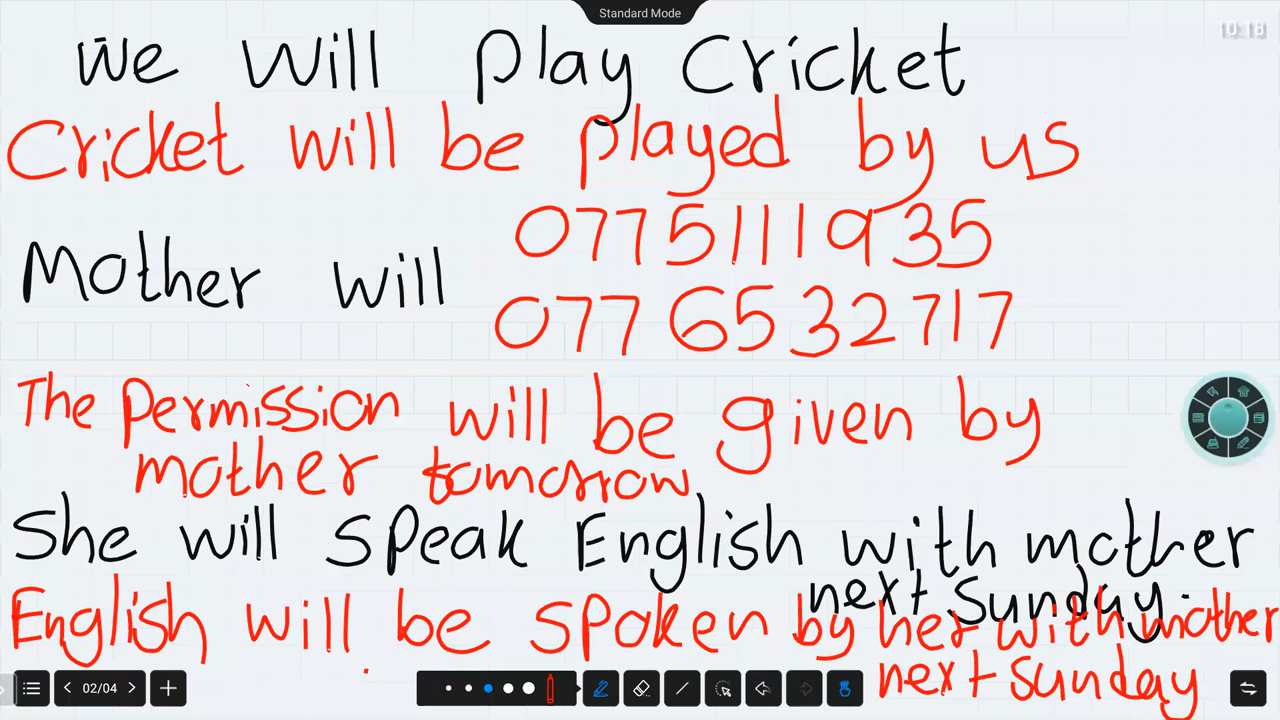 Standard Mode
10:18
We Will Play Cricket
Cricket will be played by us
0775111935
Mother will
077 6532717
The Permission will be given by
mother tomorrow
She will speak English with mother
next Sunday.
English will be spoken by her with mother
next sunday
02/04